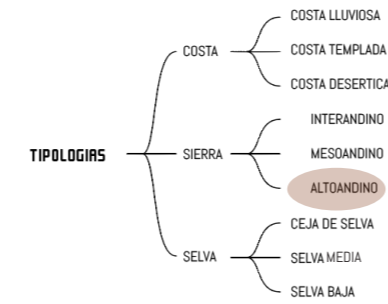 COSTA LLUVIOSA
COSTA
COSTA TEMPLADA
COSTA DESERTICA
INTERANDINO
TIPOLOGIAS
SIERRA
MESOANDINO
ALTOANDINO
CEJA DE SELVA
SELVA
SELVA MEDIA
SELVA BAJA